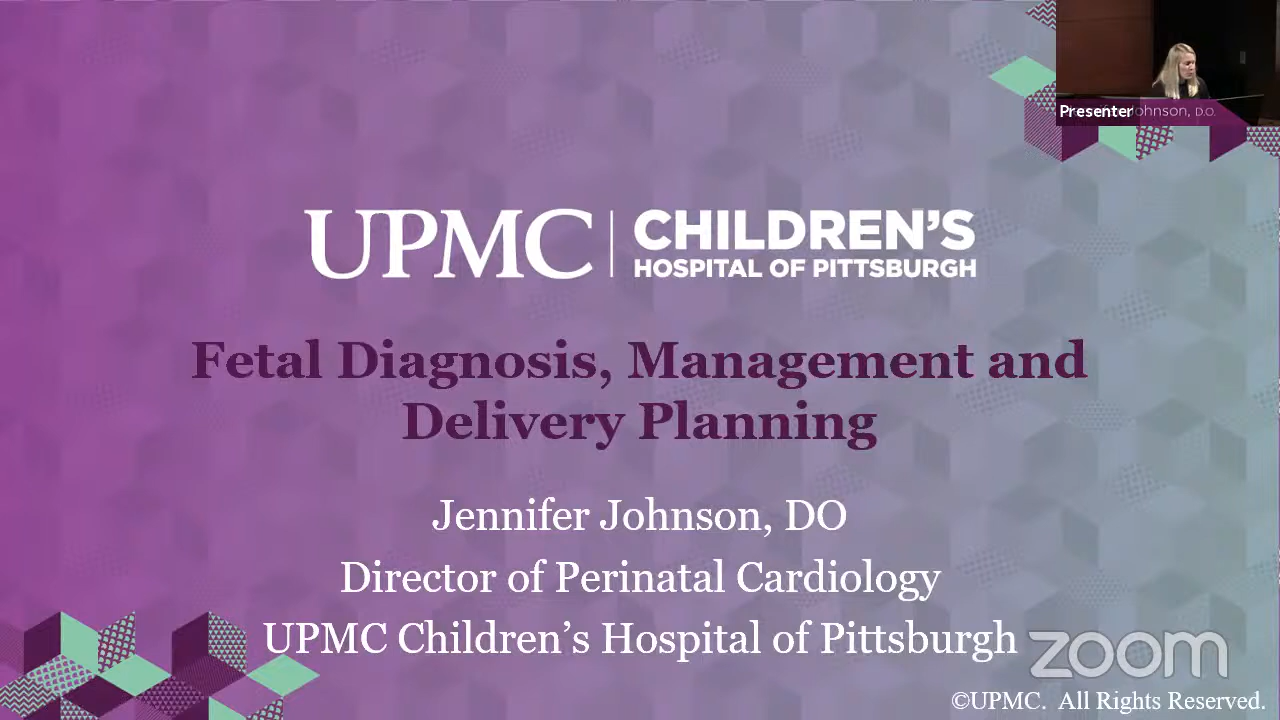 Presenter
Johnson, D.O.
UPMC | CHILDREN'S
HOSPITAL OF PITTSBURGH
Fetal Diagnosis, Management and
Delivery Planning
Jennifer Johnson, DO
Director of Perinatal Cardiology
UPMC Children's Hospital of Pittsburgh
zoom
©UPMC. All Rights Reserved.